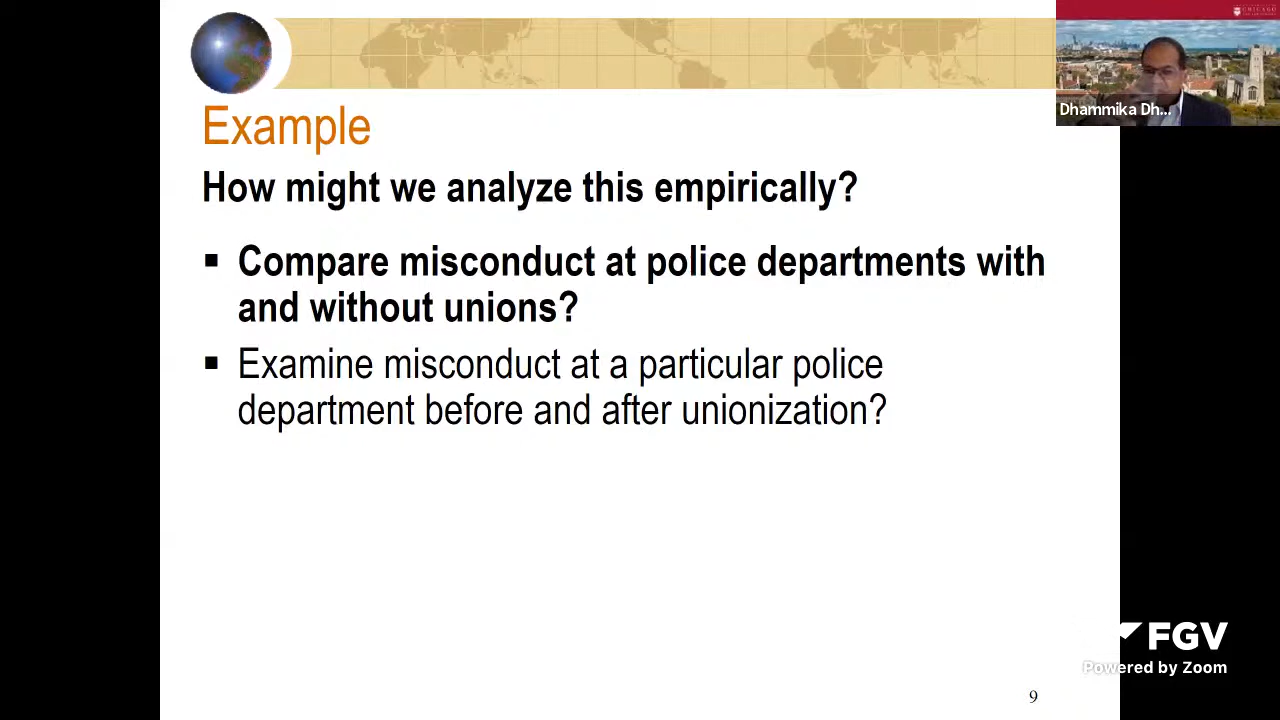 CHICAGO
Dhammika Dh...
Example
How might we analyze this empirically?
▪ Compare misconduct at police departments with
and without unions?
▪ Examine misconduct at a particular police
department before and after unionization?
FGV
Powered by Zoom
9